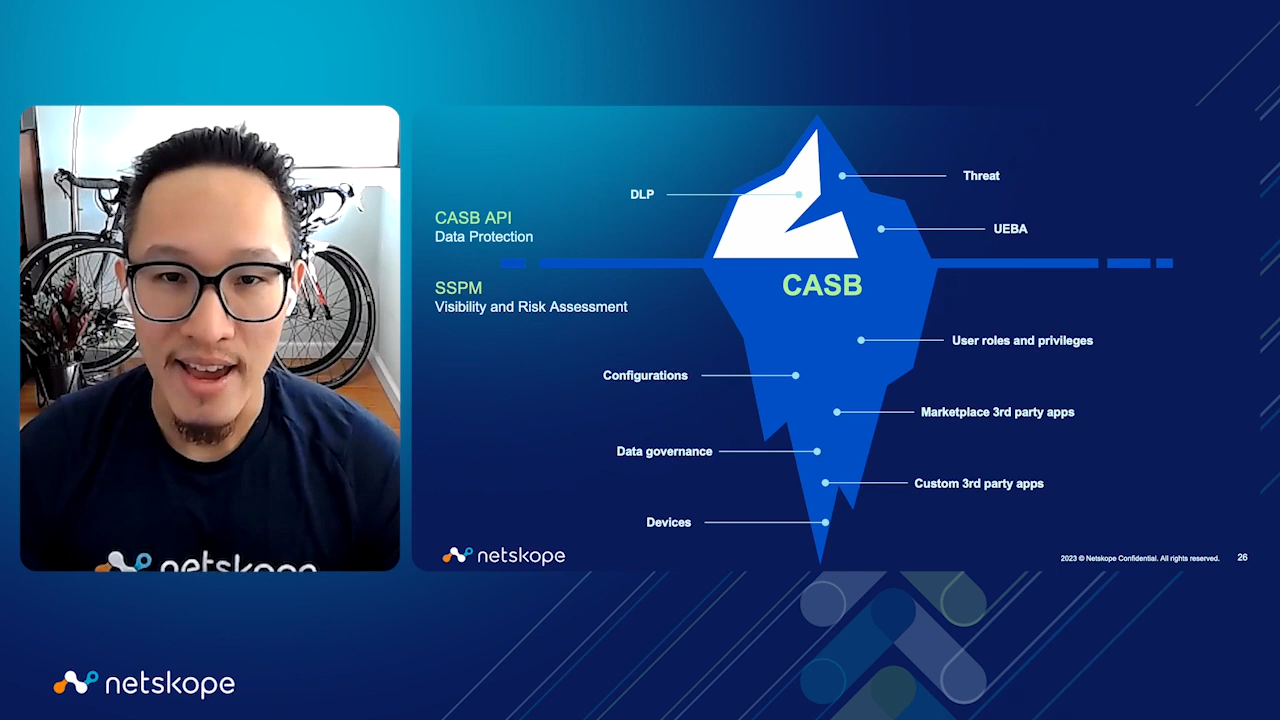 DLP
Threat
CASB API
Data Protection
UEBA
CASB
SSPM
Visibility and Risk Assessment
User roles and privileges
Configurations
Marketplace 3rd party apps
Data governance
Custom 3rd party apps
Devices
netskope
2023 © Netskope Confidential. All rights reserved.
26
netskope
netskope